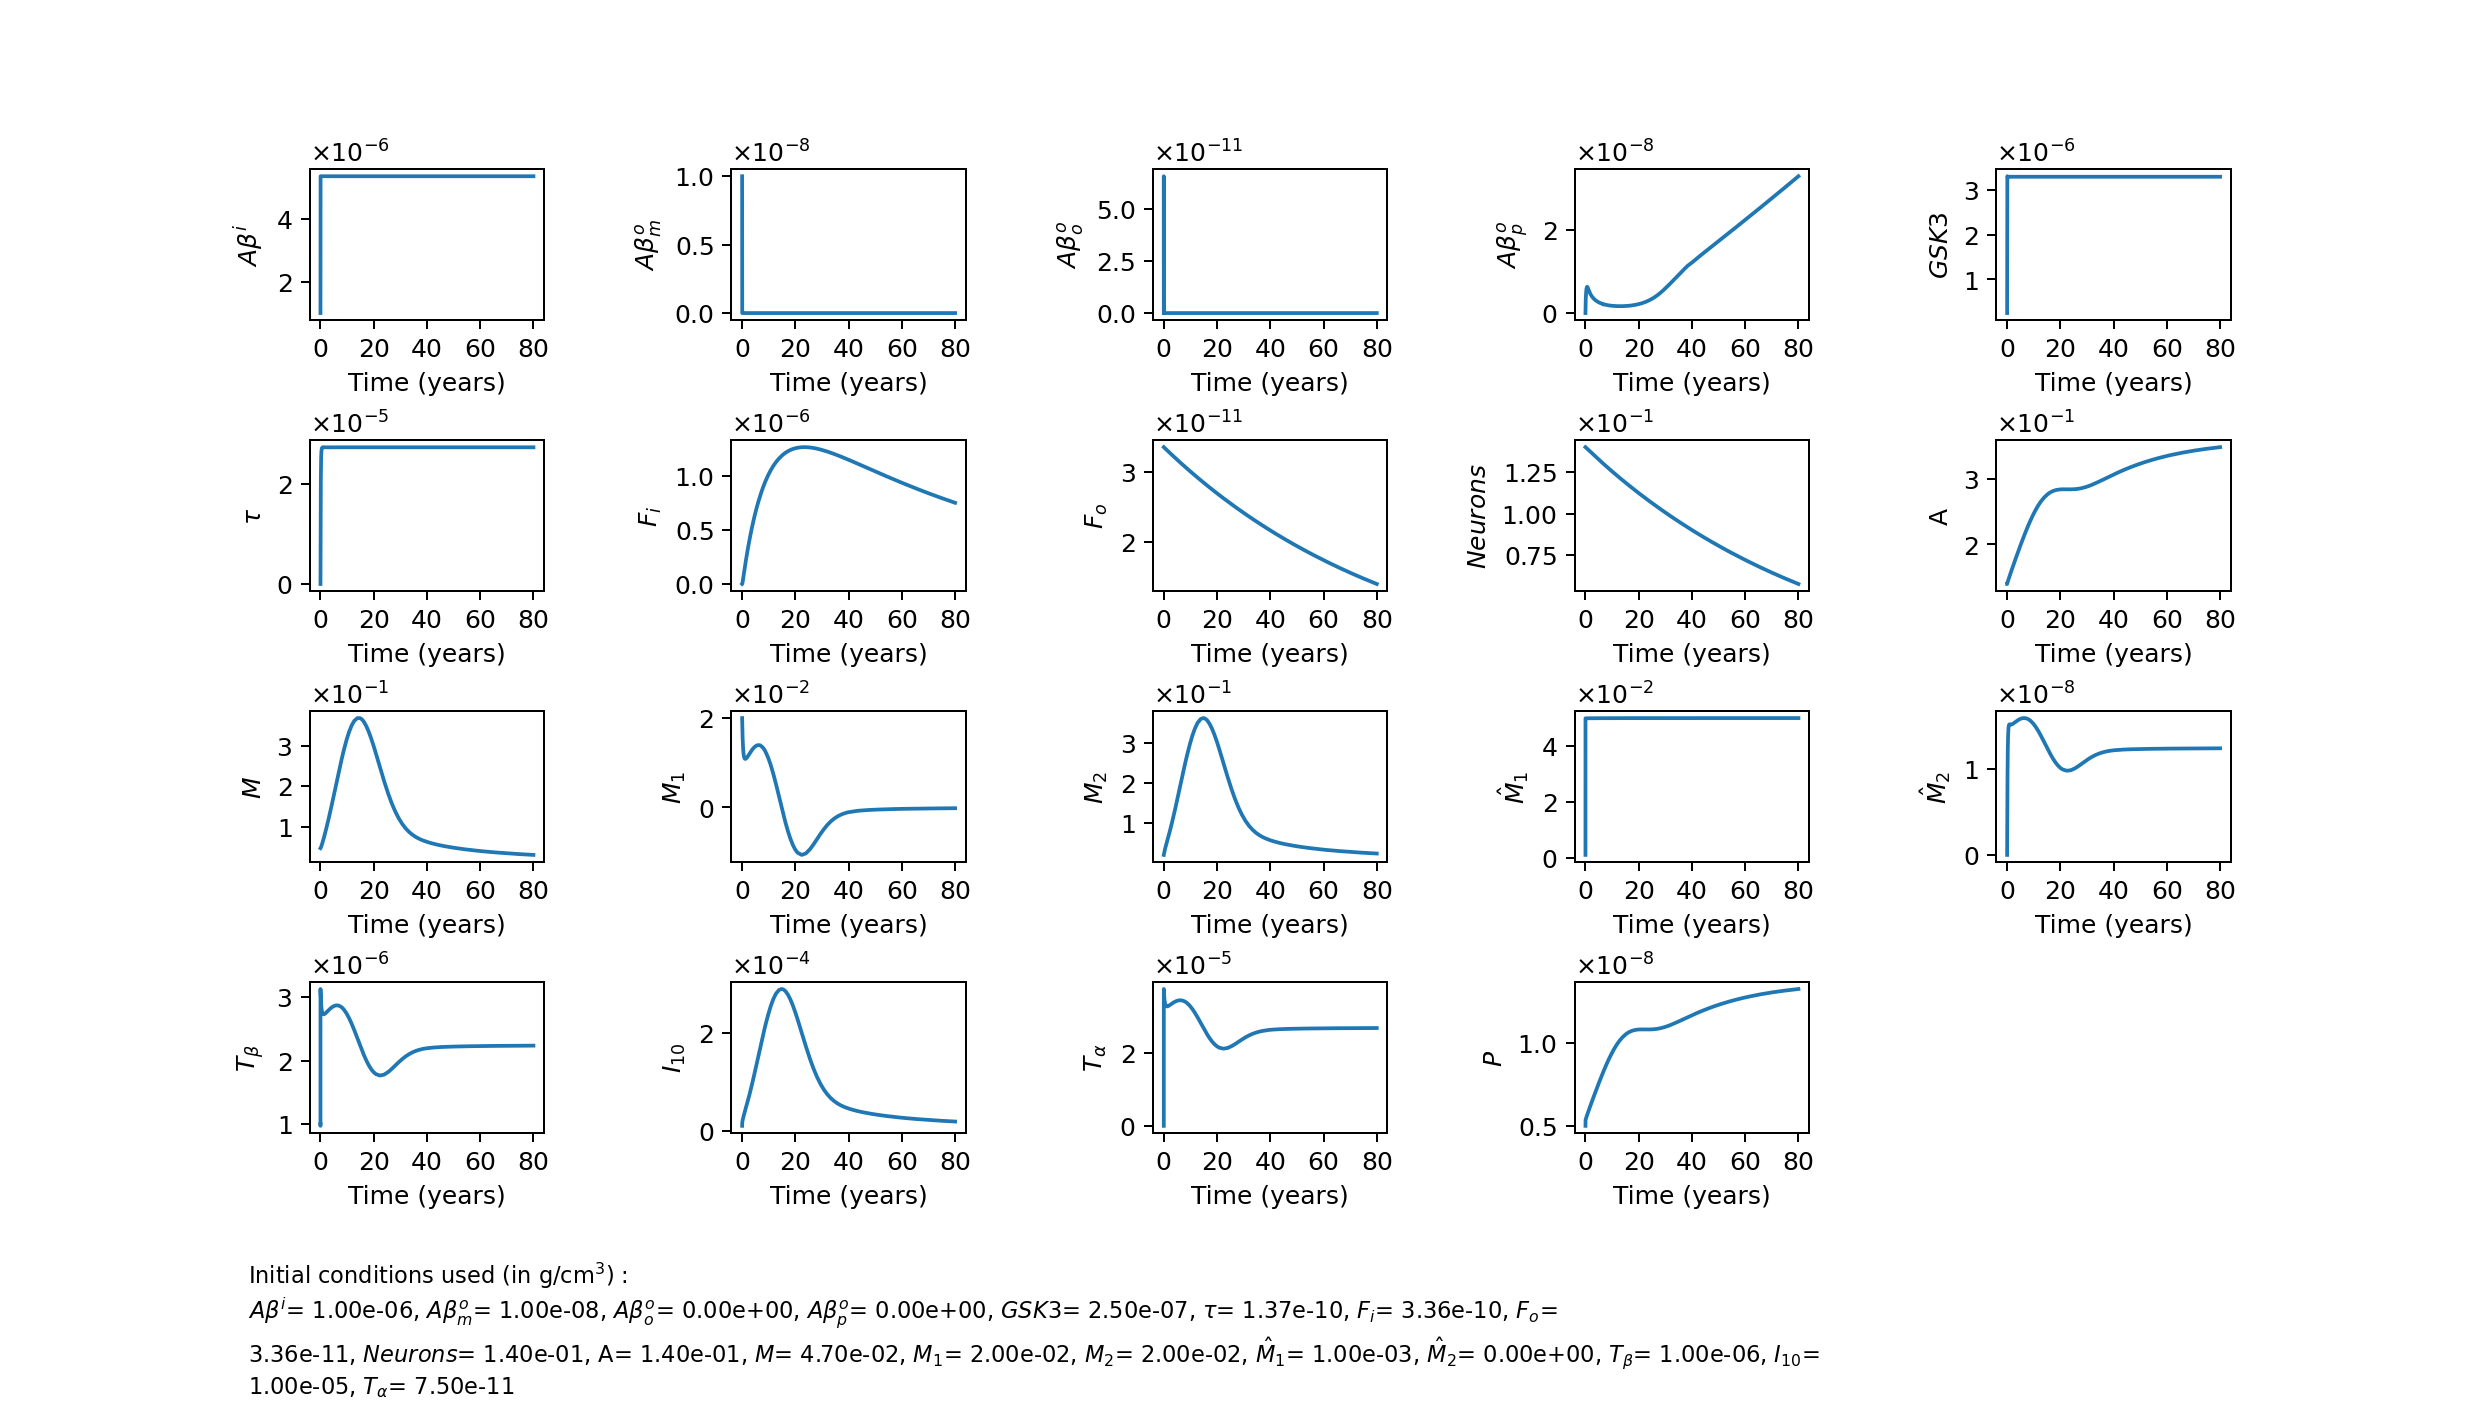 ×10⁻⁶ ×10⁻⁸ ×10⁻¹¹ ×10⁻⁸ ×10⁻⁶
Aβⁱ 4 2
Aβᵒₘ 1.0 0.5 0.0
Aβᵒₒ 5.0 2.5 0.0
Aβᵒₚ 2 0
GSK3 3 2 1
0 20 40 60 80 0 20 40 60 80 0 20 40 60 80 0 20 40 60 80 0 20 40 60 80
Time (years) Time (years) Time (years) Time (years) Time (years)
×10⁻⁵ ×10⁻⁶ ×10⁻¹¹ ×10⁻¹ ×10⁻¹
τ 2 0
Fᵢ 1.0 0.5 0.0
Fₒ 3 2
Neurons 1.25 1.00 0.75
A 3 2
0 20 40 60 80 0 20 40 60 80 0 20 40 60 80 0 20 40 60 80 0 20 40 60 80
Time (years) Time (years) Time (years) Time (years) Time (years)
×10⁻¹ ×10⁻² ×10⁻¹ ×10⁻² ×10⁻⁸
M 3 2 1
M₁ 2 0
M₂ 3 2 1
M̂₁ 4 2 0
M̂₂ 1 0
0 20 40 60 80 0 20 40 60 80 0 20 40 60 80 0 20 40 60 80 0 20 40 60 80
Time (years) Time (years) Time (years) Time (years) Time (years)
×10⁻⁶ ×10⁻⁴ ×10⁻⁵ ×10⁻⁸
Tᵦ 3 2 1
I₁₀ 2 0
Tα 2 0
P 1.0 0.5
0 20 40 60 80 0 20 40 60 80 0 20 40 60 80 0 20 40 60 80
Time (years) Time (years) Time (years) Time (years)
Initial conditions used (in g/cm³) :
Aβⁱ= 1.00e-06, Aβᵒₘ= 1.00e-08, Aβᵒₒ= 0.00e+00, Aβᵒₚ= 0.00e+00, GSK3= 2.50e-07, τ= 1.37e-10, Fᵢ= 3.36e-10, Fₒ=
3.36e-11, Neurons= 1.40e-01, A= 1.40e-01, M= 4.70e-02, M₁= 2.00e-02, M₂= 2.00e-02, M̂₁= 1.00e-03, M̂₂= 0.00e+00, Tᵦ= 1.00e-06, I₁₀=
1.00e-05, Tα= 7.50e-11